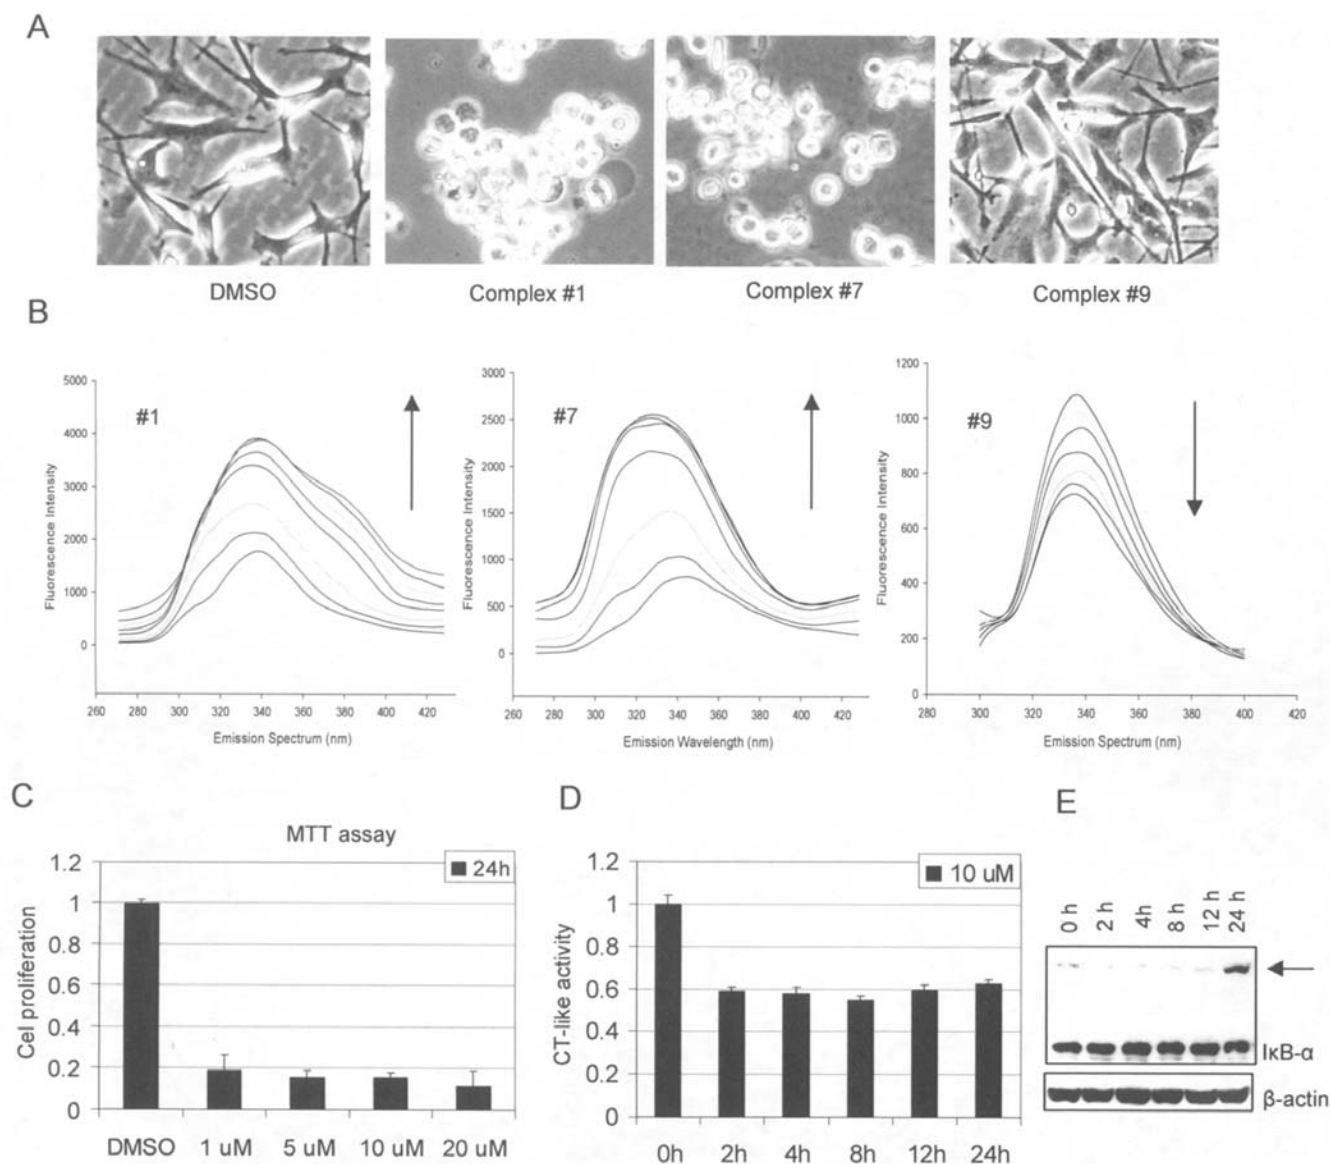 A
DMSO
Complex #1
Complex #7
Complex #9
B
#1
Fluorescence Intensity
5000
4000
3000
2000
1000
0
260 280 300 320 340 360 380 400 420
Emission Spectrum (nm)
#7
Fluorescence Intensity
3000
2500
2000
1500
1000
500
0
260 280 300 320 340 360 380 400 420
Emission Wavelength (nm)
#9
Fluorescence Intensity
1200
1000
800
600
400
200
0
280 300 320 340 360 380 400 420
Emission Spectrum (nm)
C
MTT assay
24h
Cel proliferation
1.2
1
0.8
0.6
0.4
0.2
0
DMSO 1 uM 5 uM 10 uM 20 uM
D
10 uM
CT-like activity
1.2
1
0.8
0.6
0.4
0.2
0
0h 2h 4h 8h 12h 24h
E
0 h 2 h 4h 8 h 12 h 24 h
IκB-α
β-actin